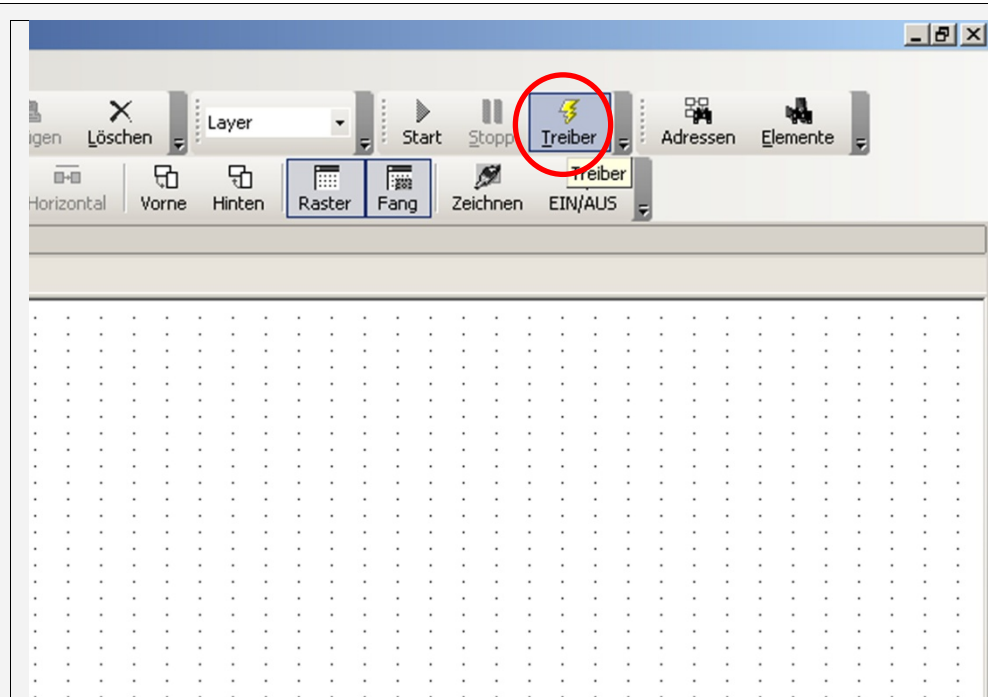 Löschen Layer Start Stopp Treiber Adressen Elemente
Treiber
Horizontal Vorne Hinten Raster Fang Zeichnen EIN/AUS